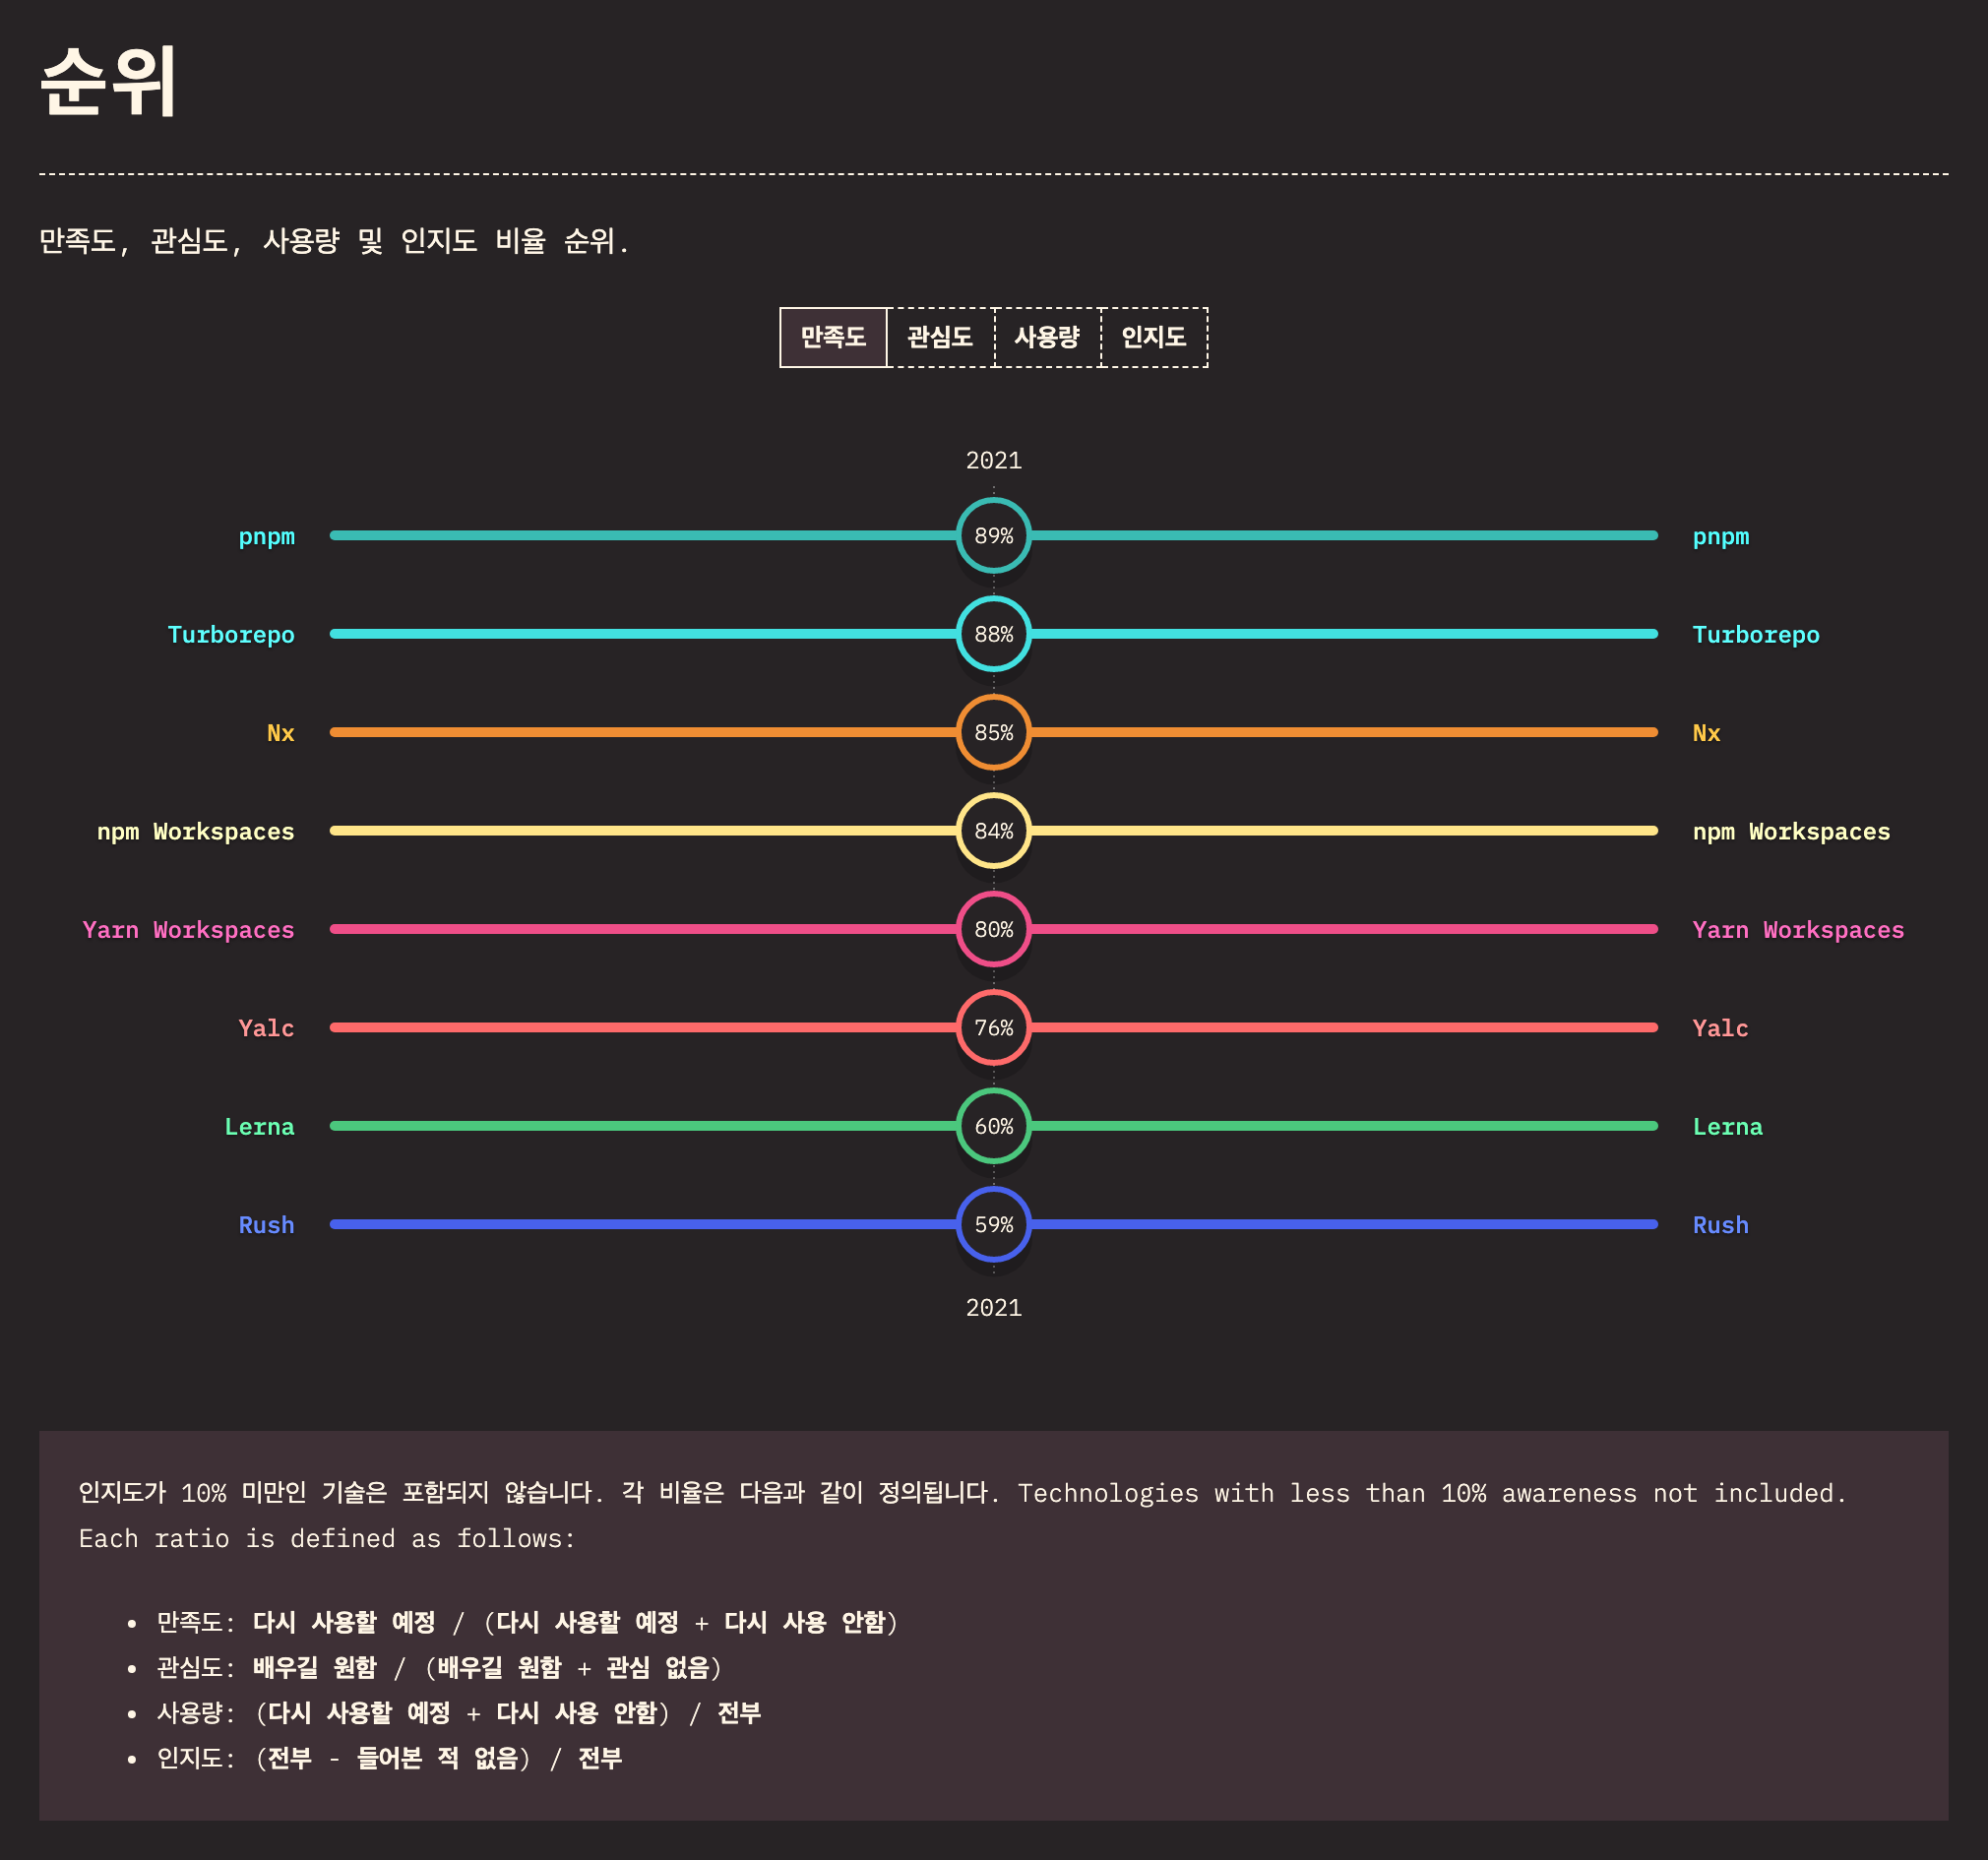 순위
만족도, 관심도, 사용량 및 인지도 비율 순위.
만족도 관심도 사용량 인지도
2021
pnpm 89% pnpm
Turborepo 88% Turborepo
Nx 85% Nx
npm Workspaces 84% npm Workspaces
Yarn Workspaces 80% Yarn Workspaces
Yalc 76% Yalc
Lerna 60% Lerna
Rush 59% Rush
2021
인지도가 10% 미만인 기술은 포함되지 않습니다. 각 비율은 다음과 같이 정의됩니다. Technologies with less than 10% awareness not included.
Each ratio is defined as follows:
• 만족도: 다시 사용할 예정 / (다시 사용할 예정 + 다시 사용 안함)
• 관심도: 배우길 원함 / (배우길 원함 + 관심 없음)
• 사용량: (다시 사용할 예정 + 다시 사용 안함) / 전부
• 인지도: (전부 - 들어본 적 없음) / 전부